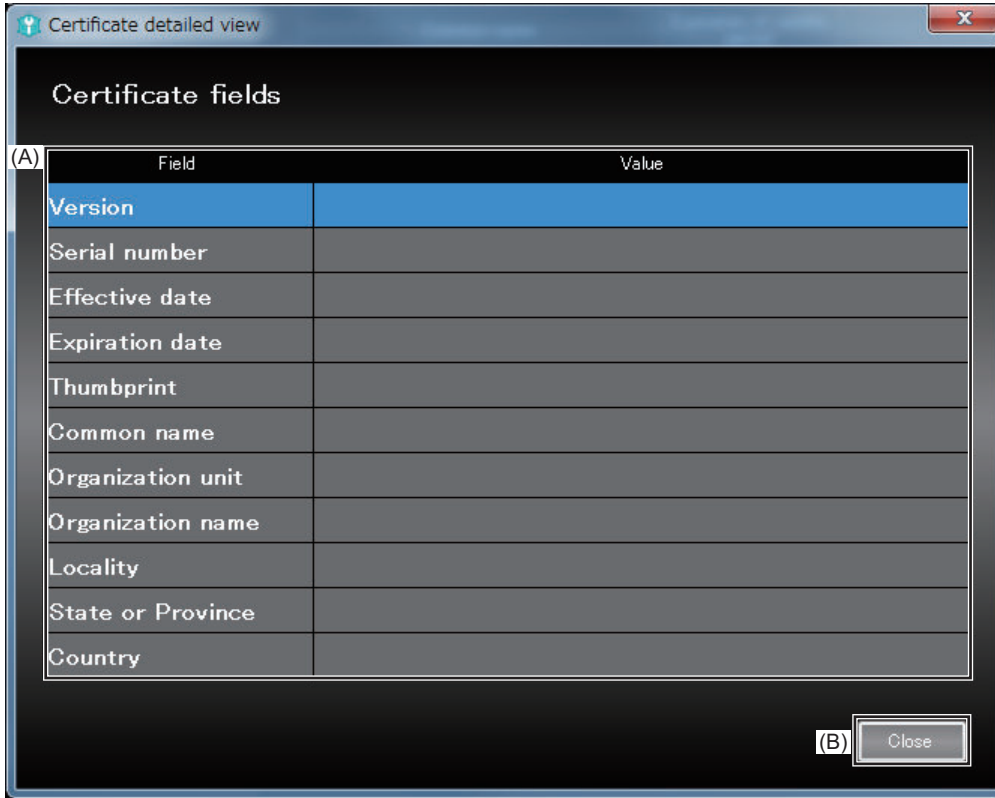 Certificate detailed view
Certificate fields
(A)
Field Value
Version
Serial number
Effective date
Expiration date
Thumbprint
Common name
Organization unit
Organization name
Locality
State or Province
Country
(B) Close